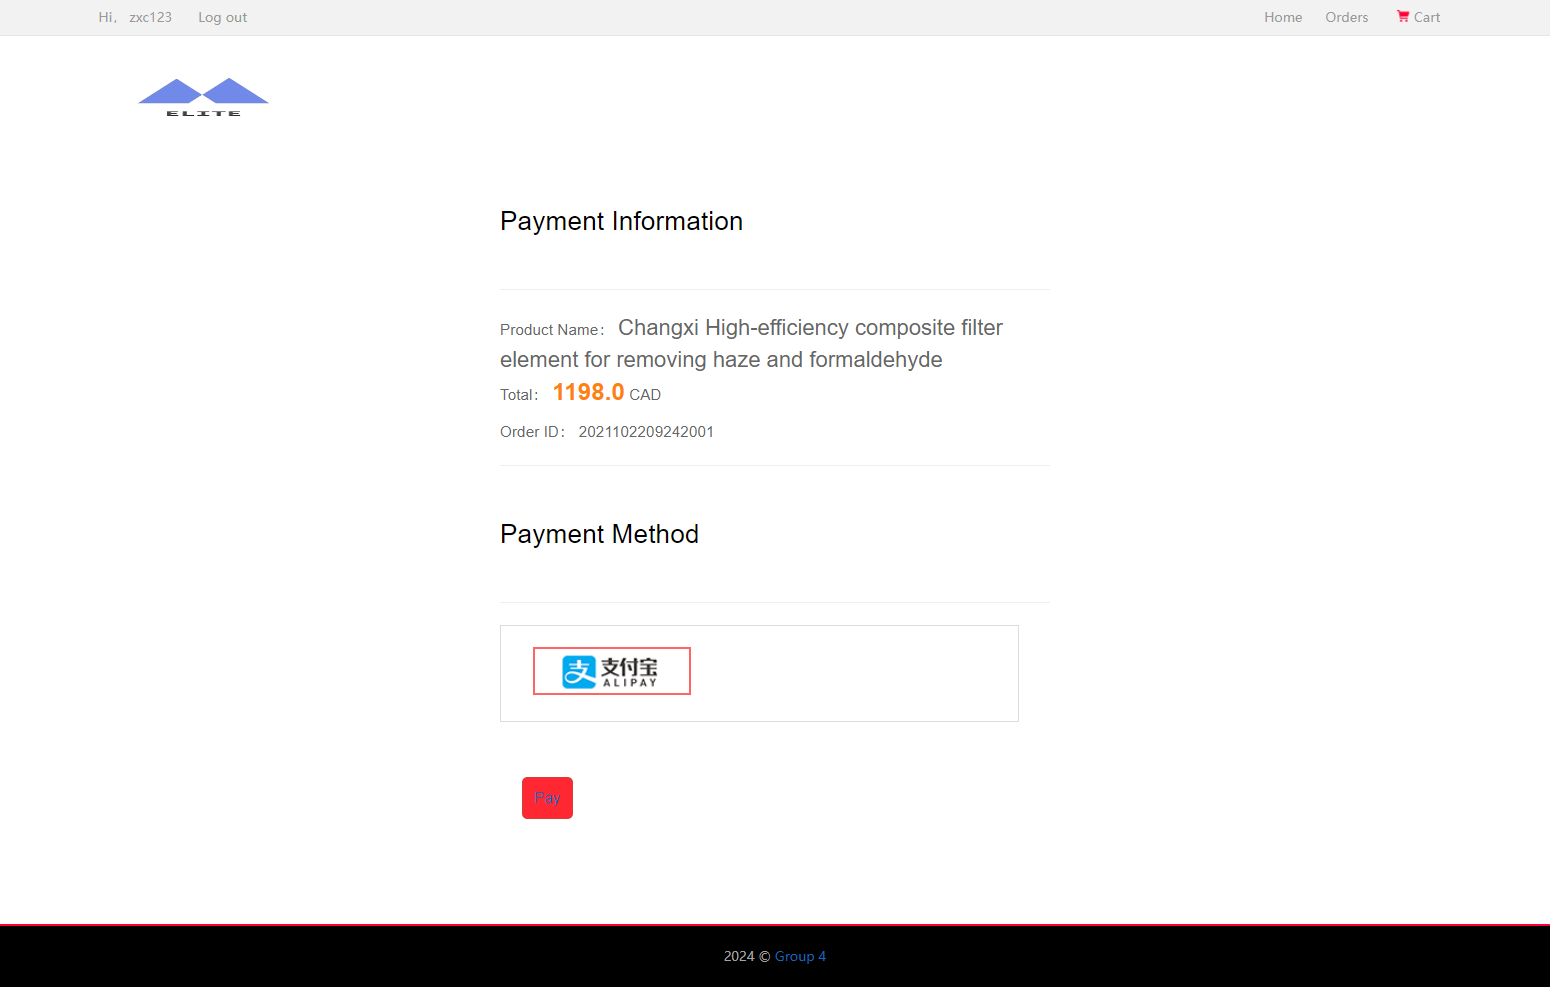 Hi, zxc123 Log out Home Orders Cart
ELITE
Payment Information
Product Name: Changxi High-efficiency composite filter
element for removing haze and formaldehyde
Total: 1198.0 CAD
Order ID: 2021102209242001
Payment Method
支 支付宝
ALIPAY
Pay
2024 © Group 4